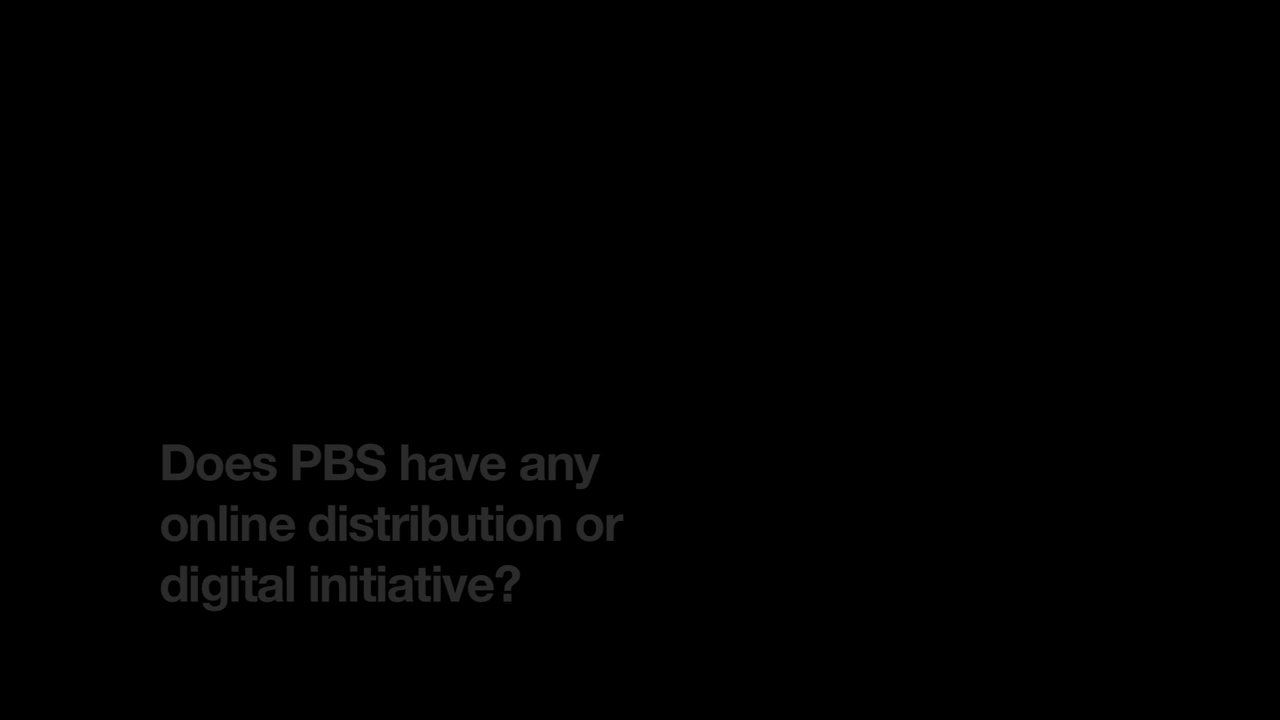 Does PBS have any
online distribution or
digital initiative?